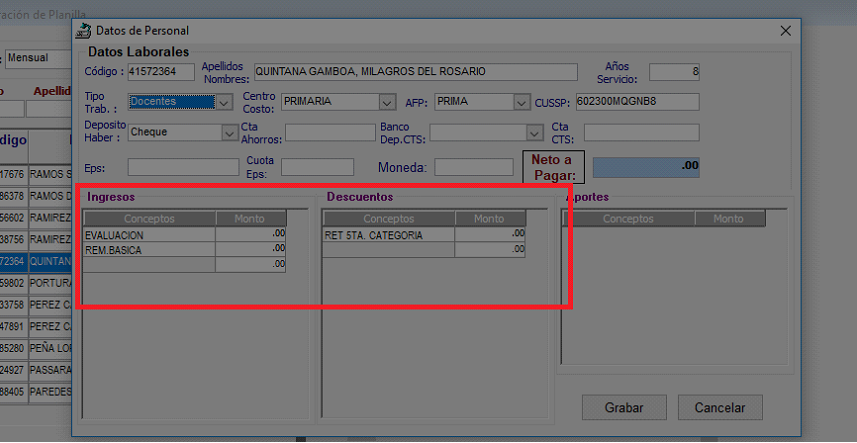 ración de Planilla
Datos de Personal
: Mensual
Datos Laborales
Código : 41572364 Apellidos Nombres: QUINTANA GAMBOA, MILAGROS DEL ROSARIO Años Servicio: 8
Apellid
Tipo Trab. : Docentes Centro Costo: PRIMARIA AFP: PRIMA CUSSP: 602300MQGNB8
Deposito Haber : Cheque Cta Ahorros: Banco Dep.CTS: Cta CTS:
digo
Eps: Cuota Eps: Moneda: Neto a Pagar: .00
17676 RAMOS S
86378 RAMOS D
56602 RAMIREZ
38756 RAMIREZ
72364 QUINTAN
59802 PORTURA
33758 PEREZ C
47891 PEREZ C
85280 PEÑA LO
24927 PASSARA
88405 PAREDES
Ingresos
Conceptos Monto
EVALUACION .00
REM.BASICA .00
.00
Descuentos
Conceptos Monto
RET 5TA. CATEGORIA .00
.00
Aportes
Conceptos Monto
Grabar Cancelar